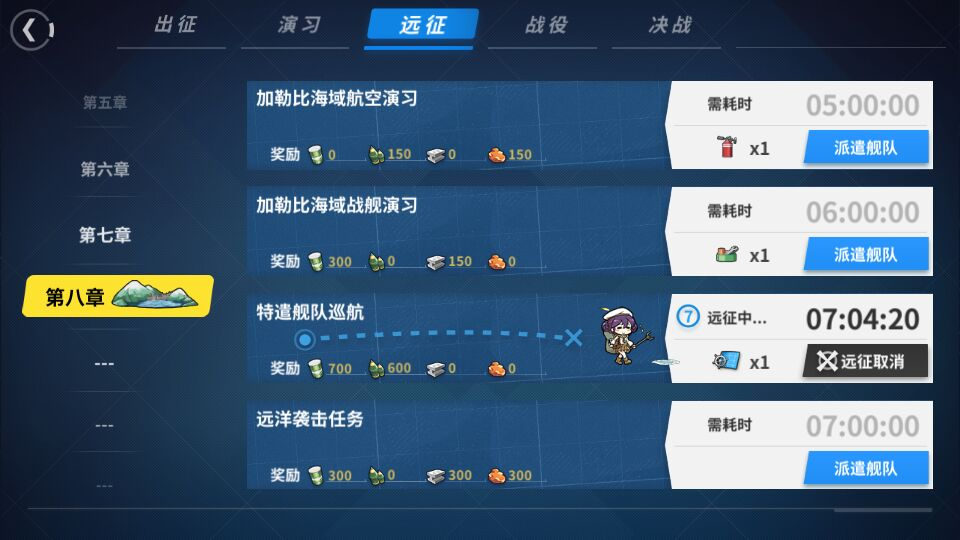 出征 演习 远征 战役 决战
第五章
第六章
第七章
第八章
---
---
---
加勒比海域航空演习
奖励 0 150 0 150
需耗时 05:00:00
x1 派遣舰队
加勒比海域战舰演习
奖励 300 0 150 0
需耗时 06:00:00
x1 派遣舰队
特遣舰队巡航
奖励 700 600 0 0
7 远征中... 07:04:20
x1 远征取消
远洋袭击任务
奖励 300 0 300 300
需耗时 07:00:00
派遣舰队